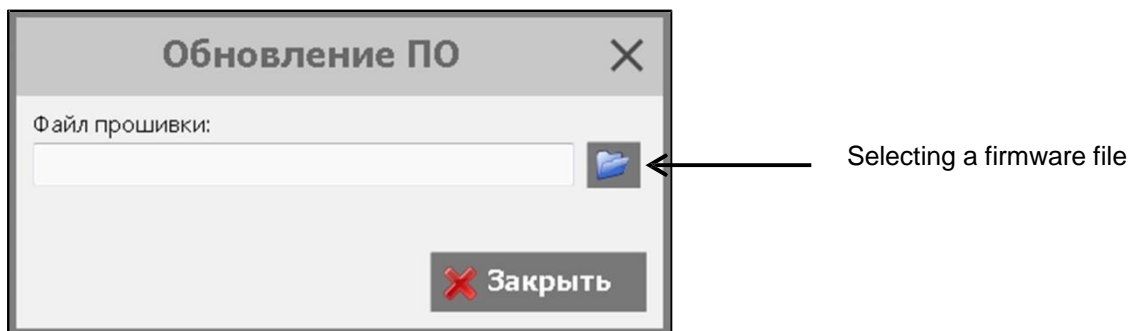 Обновление ПО
Файл прошивки:
Selecting a firmware file
Закрыть